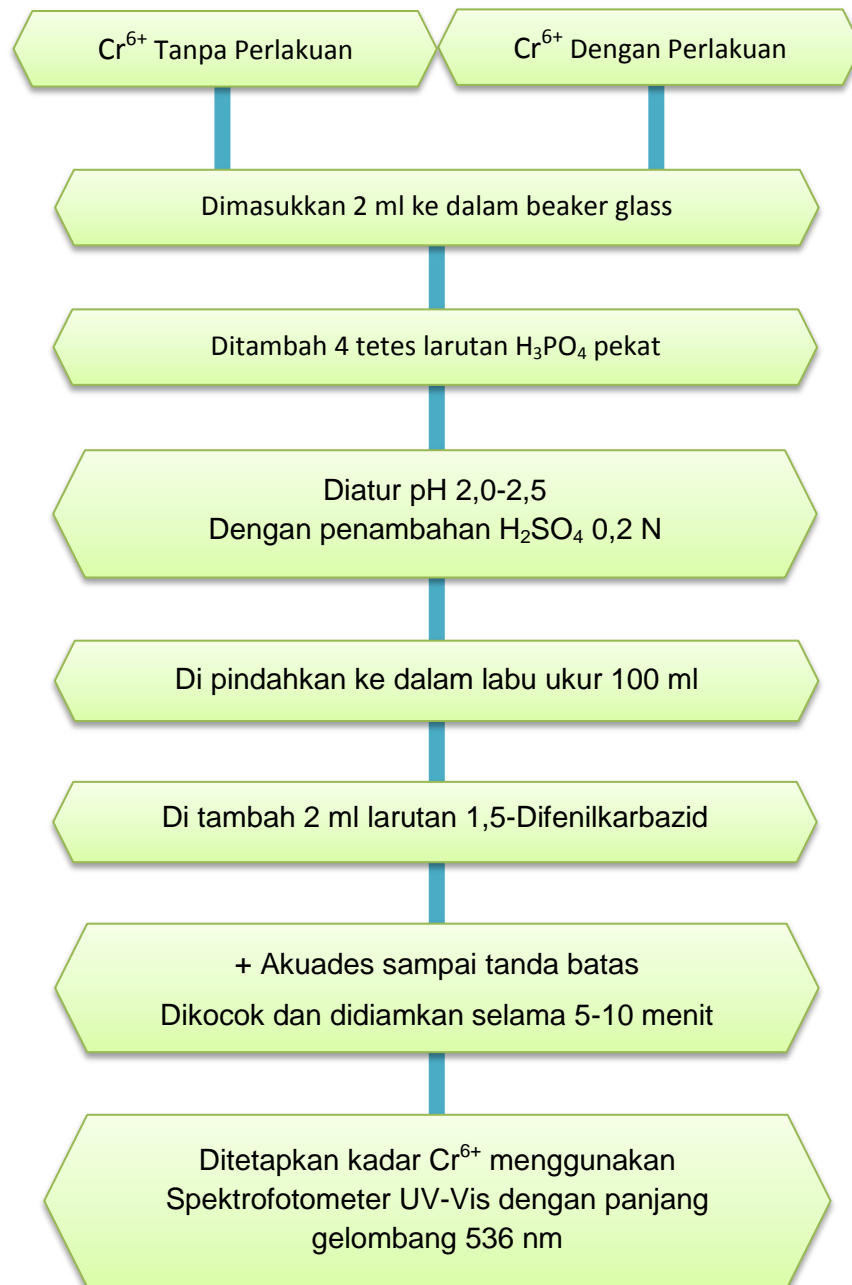 Cr⁶⁺ Tanpa Perlakuan
Cr⁶⁺ Dengan Perlakuan
Dimasukkan 2 ml ke dalam beaker glass
Ditambah 4 tetes larutan H₃PO₄ pekat
Diatur pH 2,0-2,5
Dengan penambahan H₂SO₄ 0,2 N
Di pindahkan ke dalam labu ukur 100 ml
Di tambah 2 ml larutan 1,5-Difenilkarbazid
+ Akuades sampai tanda batas
Dikocok dan didiamkan selama 5-10 menit
Ditetapkan kadar Cr⁶⁺ menggunakan
Spektrofotometer UV-Vis dengan panjang
gelombang 536 nm